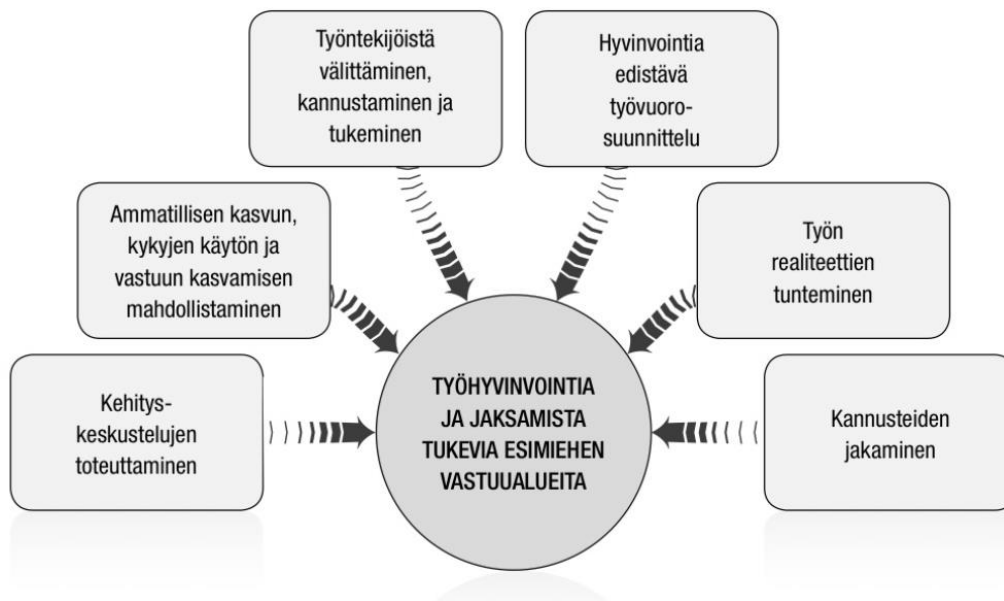 Työntekijöistä
välittäminen,
kannustaminen ja
tukeminen
Hyvinvointia
edistävä
työvuoro-
suunnittelu
Ammatillisen kasvun,
kykyjen käytön ja
vastuun kasvamisen
mahdollistaminen
Työn
realiteettien
tunteminen
Kehitys-
keskustelujen
toteuttaminen
TYÖHYVINVOINTIA
JA JAKSAMISTA
TUKEVIA ESIMIEHEN
VASTUUALUEITA
Kannusteiden
jakaminen